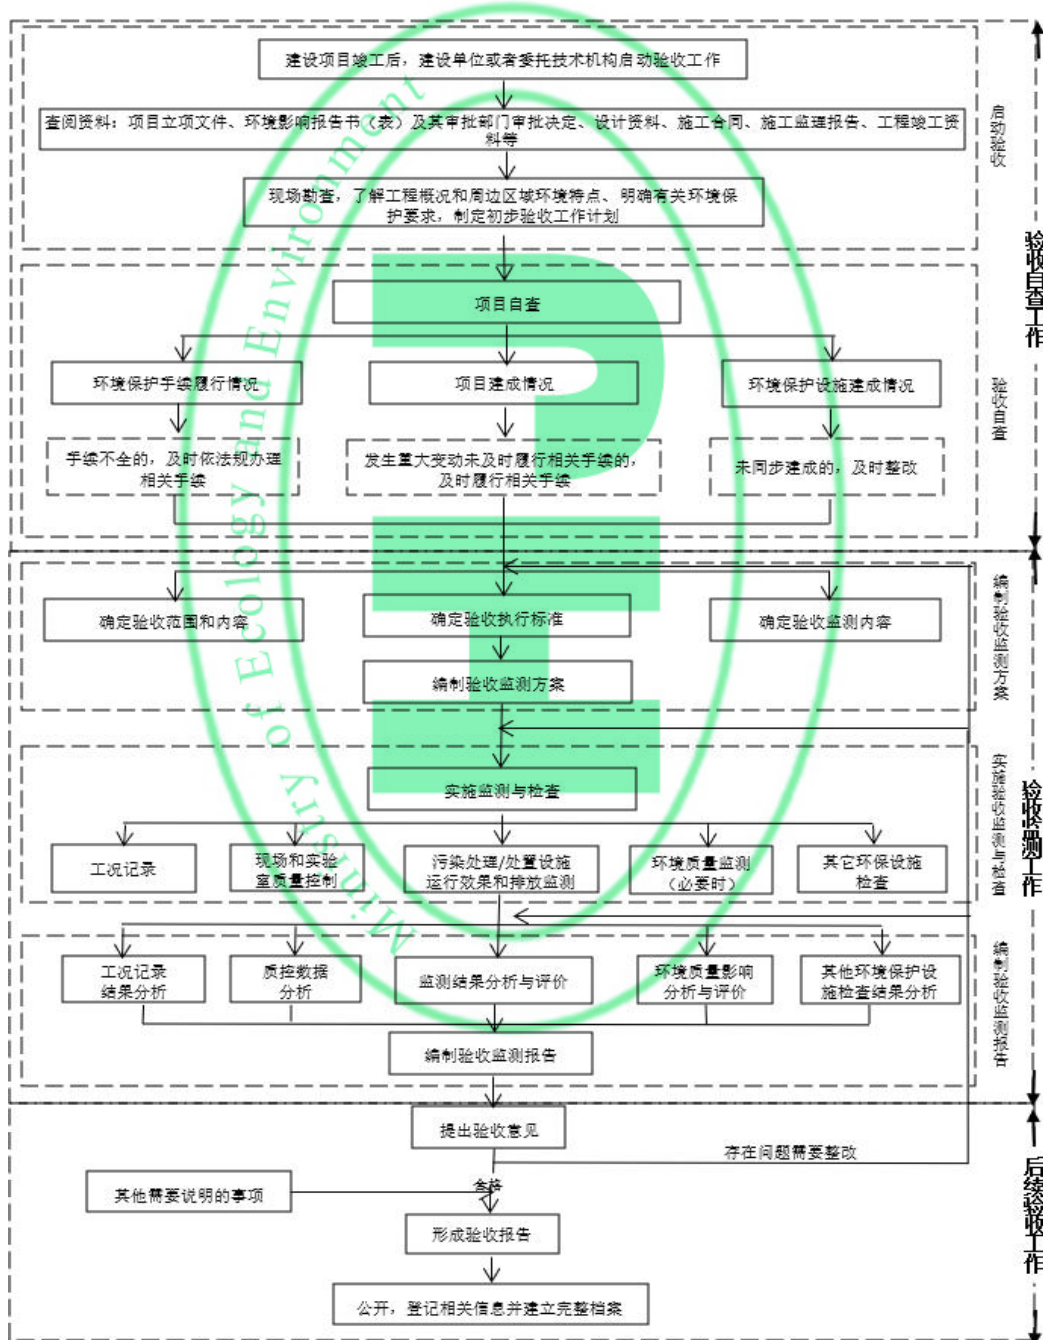 建设项目竣工后，建设单位或者委托技术机构启动验收工作
查阅资料：项目立项文件、环境影响报告书（表）及其审批部门审批决定、设计资料、施工合同、施工监理报告、工程竣工资
料等
现场勘查，了解工程概况和周边区域环境特点、明确有关环境保
护要求，制定初步验收工作计划
启动验收
项目自查
环境保护手续履行情况
项目建成情况
环境保护设施建成情况
手续不全的，及时依法规办理
相关手续
发生重大变动未及时履行相关手续的，
及时履行相关手续
未同步建成的，及时整改
验收自查
验收自查工作
确定验收范围和内容
确定验收执行标准
确定验收监测内容
编制验收监测方案
编制验收监测方案
实施监测与检查
工况记录
现场和实验
室质量控制
污染处理/处置设施
运行效果和排放监测
环境质量监测
（必要时）
其它环保设施
检查
实施验收监测与检查
工况记录
结果分析
质控数据
分析
监测结果分析与评价
环境质量影响
分析与评价
其他环境保护设
施检查结果分析
编制验收监测报告
编制验收监测报告
验收监测工作
提出验收意见
存在问题需要整改
合格
其他需要说明的事项
形成验收报告
公开，登记相关信息并建立完整档案
后续验收工作
Ministry of Ecology and Environment